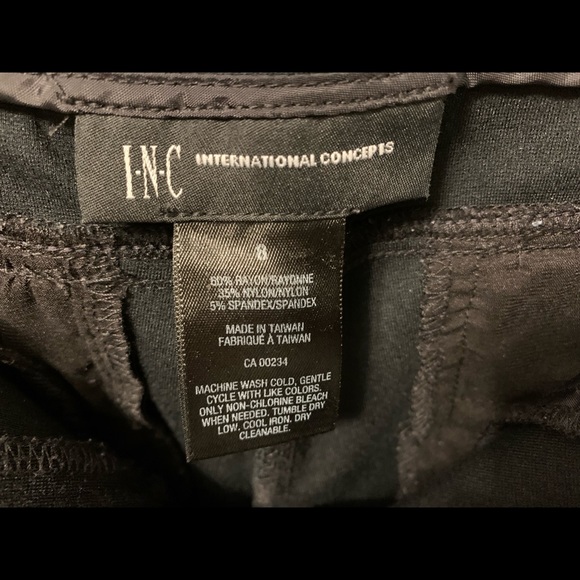 I·N·C INTERNATIONAL CONCEPTS
8
60% RAYON/RAYONNE
35% NYLON/NYLON
5% SPANDEX/SPANDEX
MADE IN TAIWAN
FABRIQUÉ À TAIWAN
CA 00234
MACHINE WASH COLD, GENTLE
CYCLE WITH LIKE COLORS.
ONLY NON-CHLORINE BLEACH
WHEN NEEDED. TUMBLE DRY
LOW, COOL IRON. DRY
CLEANABLE.